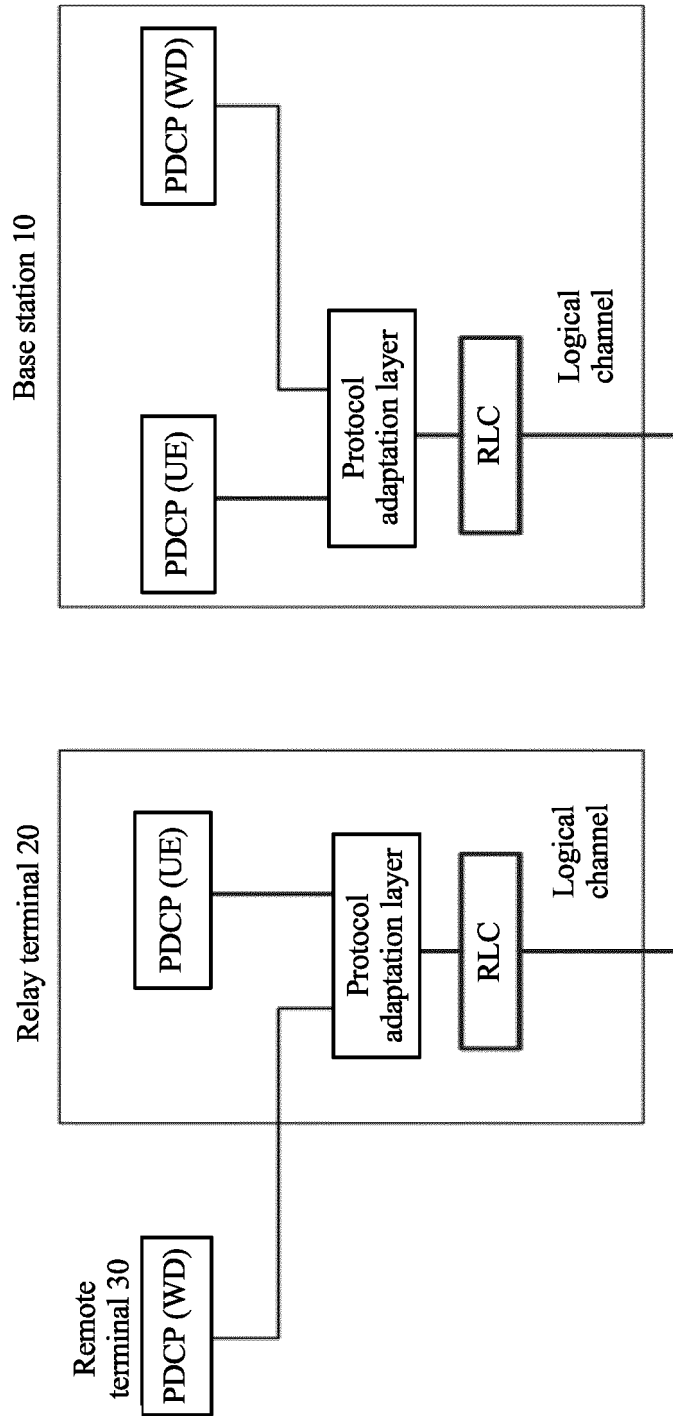 Remote
terminal 30
PDCP (WD)
Relay terminal 20
PDCP (UE)
Protocol
adaptation layer
RLC
Logical
channel
Base station 10
PDCP (UE)
PDCP (WD)
Protocol
adaptation layer
RLC
Logical
channel